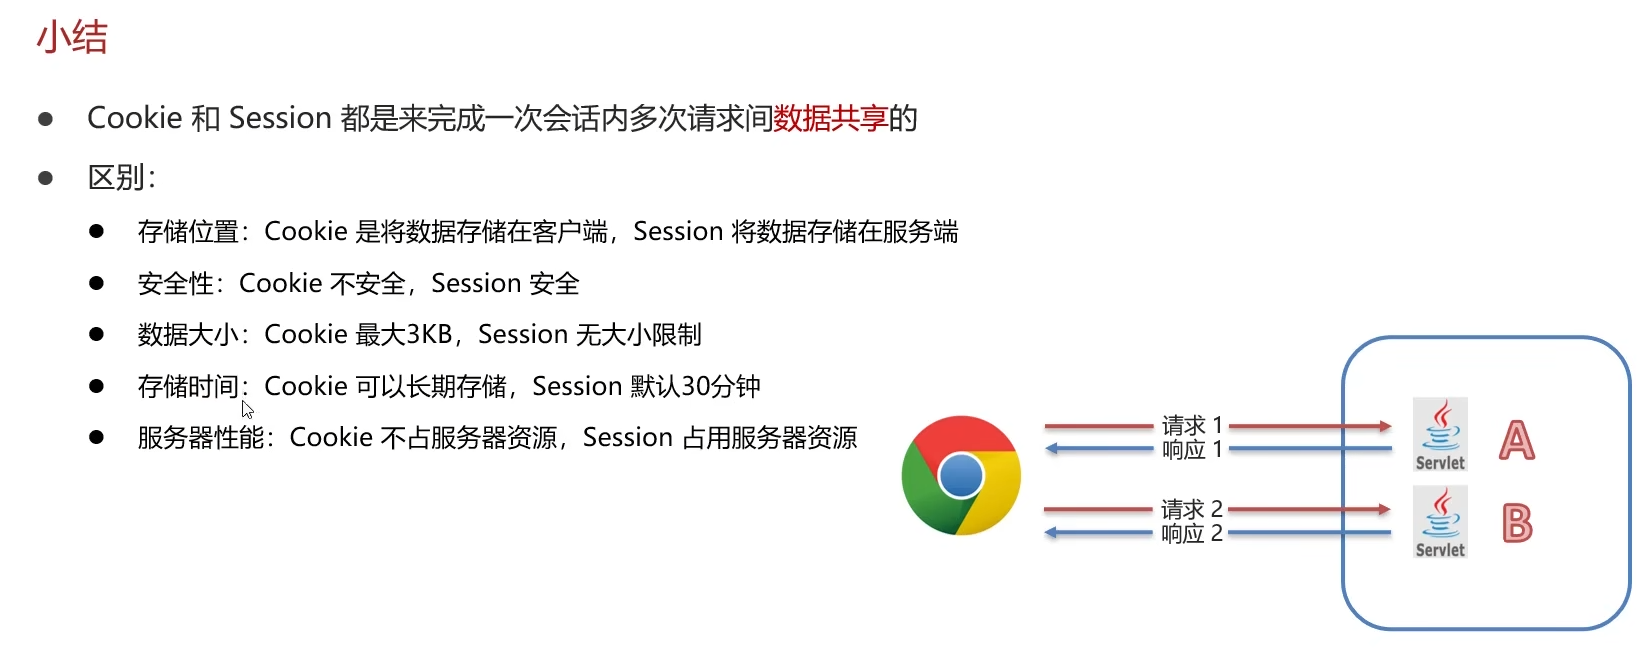 小结
Cookie 和 Session 都是来完成一次会话内多次请求间数据共享的
区别：
存储位置：Cookie 是将数据存储在客户端，Session 将数据存储在服务端
安全性：Cookie 不安全，Session 安全
数据大小：Cookie 最大3KB，Session 无大小限制
存储时间：Cookie 可以长期存储，Session 默认30分钟
服务器性能：Cookie 不占服务器资源，Session 占用服务器资源
请求 1
响应 1
Servlet
A
请求 2
响应 2
Servlet
B